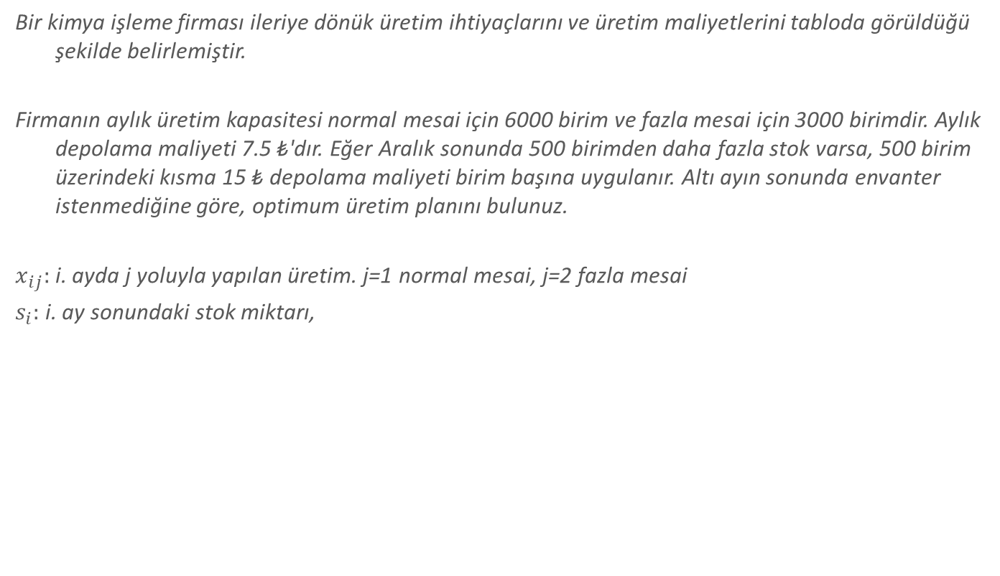 Bir kimya işleme firması ileriye dönük üretim ihtiyaçlarını ve üretim maliyetlerini tabloda görüldüğü
şekilde belirlemiştir.
Firmanın aylık üretim kapasitesi normal mesai için 6000 birim ve fazla mesai için 3000 birimdir. Aylık
depolama maliyeti 7.5 ₺'dır. Eğer Aralık sonunda 500 birimden daha fazla stok varsa, 500 birim
üzerindeki kısma 15 ₺ depolama maliyeti birim başına uygulanır. Altı ayın sonunda envanter
istenmediğine göre, optimum üretim planını bulunuz.
x_{ij}: i. ayda j yoluyla yapılan üretim. j=1 normal mesai, j=2 fazla mesai
s_i: i. ay sonundaki stok miktarı,